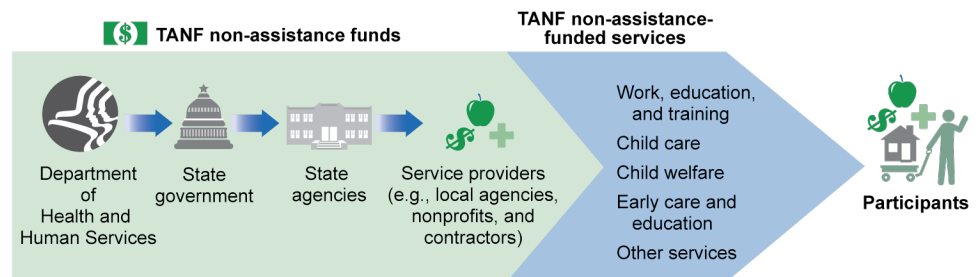 TANF non-assistance funds
TANF non-assistance-
funded services
Department
of
Health and
Human Services
State
government
State
agencies
Service providers
(e.g., local agencies,
nonprofits, and
contractors)
Work, education,
and training
Child care
Child welfare
Early care and
education
Other services
Participants